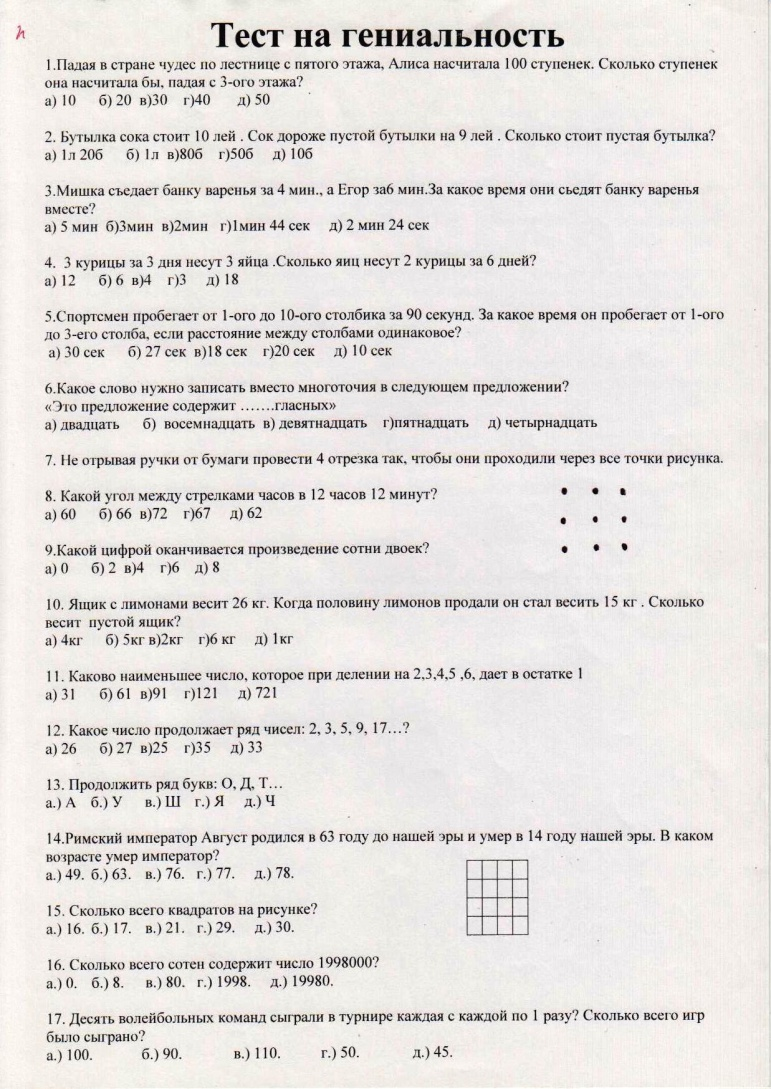 Тест на гениальность
1.Падая в стране чудес по лестнице с пятого этажа, Алиса насчитала 100 ступенек. Сколько ступенек
она насчитала бы, падая с 3-ого этажа?
а) 10 б) 20 в)30 г)40 д) 50
2. Бутылка сока стоит 10 лей . Сок дороже пустой бутылки на 9 лей . Сколько стоит пустая бутылка?
а) 1л 20б б) 1л в)80б г)50б д) 10б
3.Мишка съедает банку варенья за 4 мин., а Егор за6 мин.За какое время они сьедят банку варенья
вместе?
а) 5 мин б)3мин в)2мин г)1мин 44 сек д) 2 мин 24 сек
4. 3 курицы за 3 дня несут 3 яйца .Сколько яиц несут 2 курицы за 6 дней?
а) 12 б) 6 в)4 г)3 д) 18
5.Спортсмен пробегает от 1-ого до 10-ого столбика за 90 секунд. За какое время он пробегает от 1-ого
до 3-его столба, если расстояние между столбами одинаковое?
а) 30 сек б) 27 сек в)18 сек г)20 сек д) 10 сек
6.Какое слово нужно записать вместо многоточия в следующем предложении?
«Это предложение содержит …….гласных»
а) двадцать б) восемнадцать в) девятнадцать г)пятнадцать д) четырнадцать
7. Не отрывая ручки от бумаги провести 4 отрезка так, чтобы они проходили через все точки рисунка.
8. Какой угол между стрелками часов в 12 часов 12 минут?
а) 60 б) 66 в)72 г)67 д) 62
9.Какой цифрой оканчивается произведение сотни двоек?
а) 0 б) 2 в)4 г)6 д) 8
10. Ящик с лимонами весит 26 кг. Когда половину лимонов продали он стал весить 15 кг . Сколько
весит пустой ящик?
а) 4кг б) 5кг в)2кг г)6 кг д) 1кг
11. Каково наименьшее число, которое при делении на 2,3,4,5 ,6, дает в остатке 1
а) 31 б) 61 в)91 г)121 д) 721
12. Какое число продолжает ряд чисел: 2, 3, 5, 9, 17…?
а) 26 б) 27 в)25 г)35 д) 33
13. Продолжить ряд букв: О, Д, Т…
а.) А б.) У в.) Ш г.) Я д.) Ч
14.Римский император Август родился в 63 году до нашей эры и умер в 14 году нашей эры. В каком
возрасте умер император?
а.) 49. б.) 63. в.) 76. г.) 77. д.) 78.
15. Сколько всего квадратов на рисунке?
а.) 16. б.) 17. в.) 21. г.) 29. д.) 30.
16. Сколько всего сотен содержит число 1998000?
а.) 0. б.) 8. в.) 80. г.) 1998. д.) 19980.
17. Десять волейбольных команд сыграли в турнире каждая с каждой по 1 разу? Сколько всего игр
было сыграно?
а.) 100. б.) 90. в.) 110. г.) 50. д.) 45.